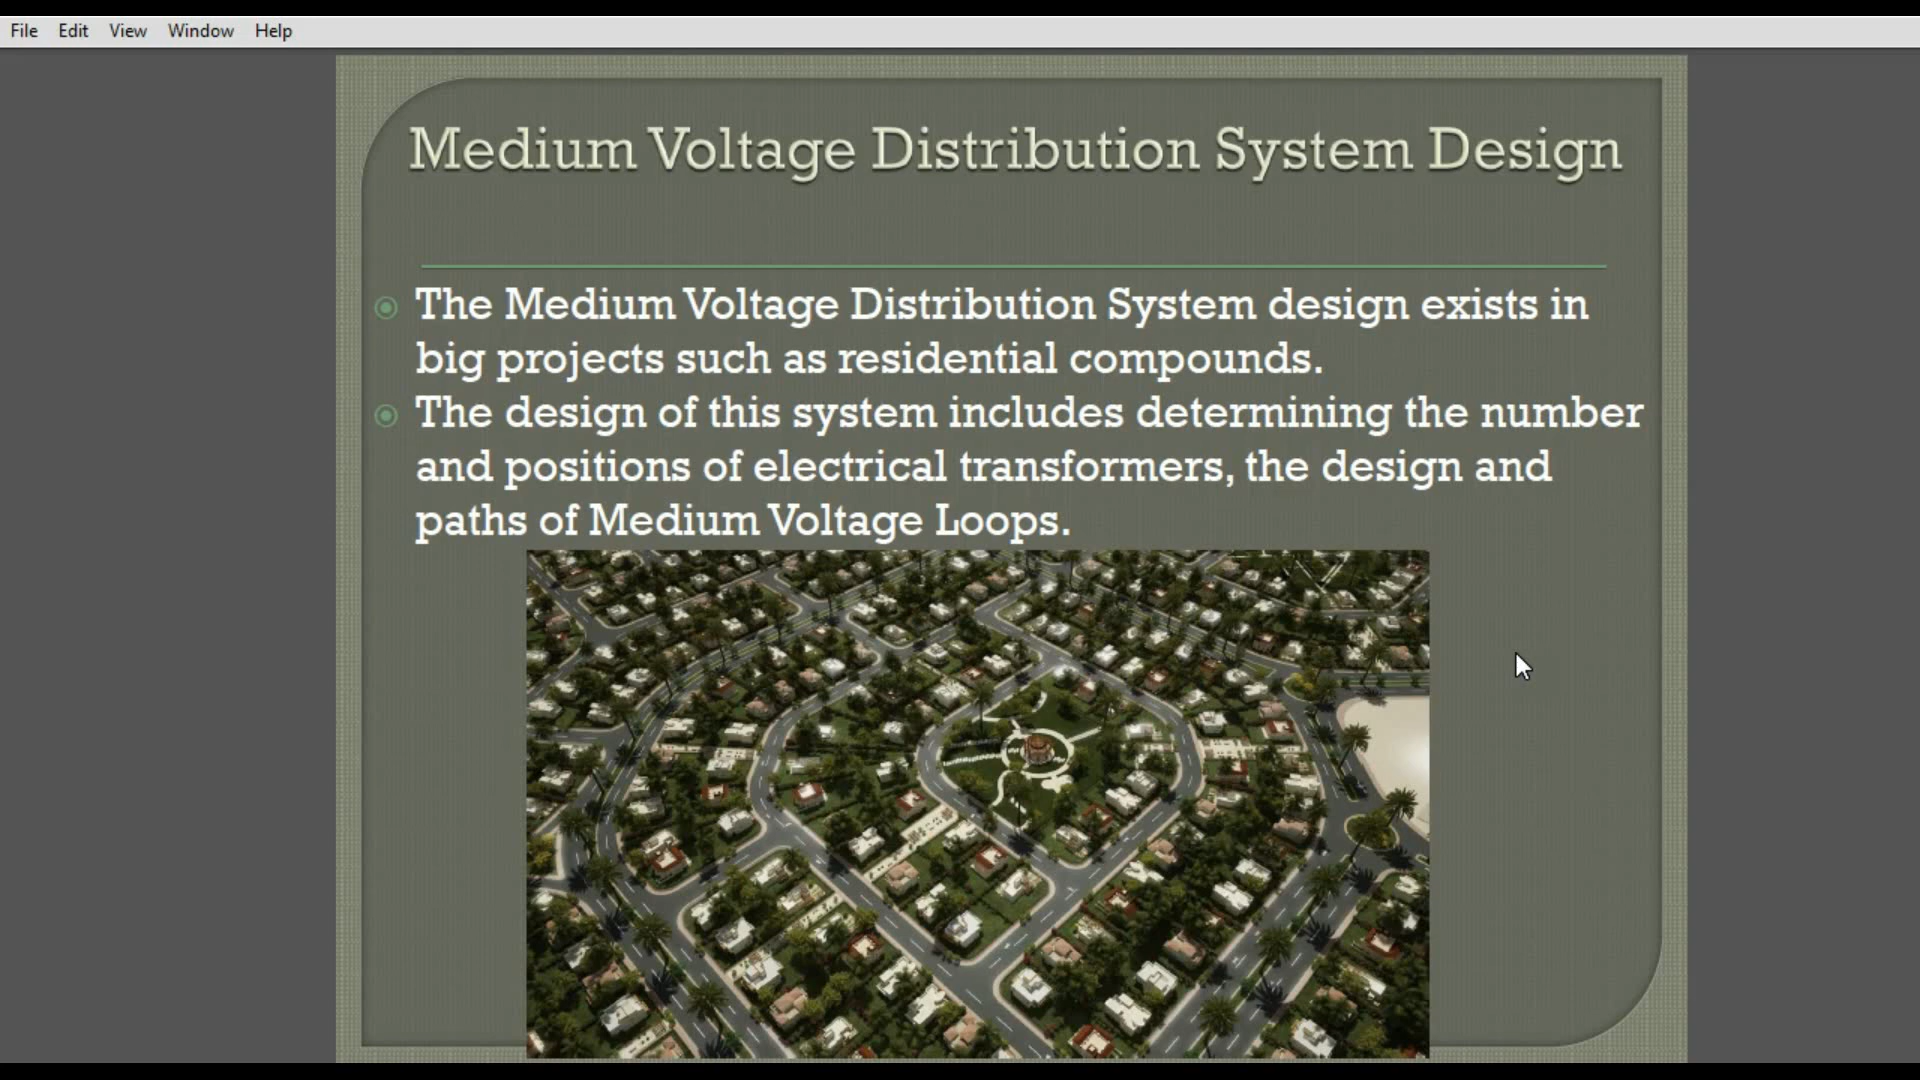 File Edit View Window Help
Medium Voltage Distribution System Design
The Medium Voltage Distribution System design exists in
big projects such as residential compounds.
The design of this system includes determining the number
and positions of electrical transformers, the design and
paths of Medium Voltage Loops.